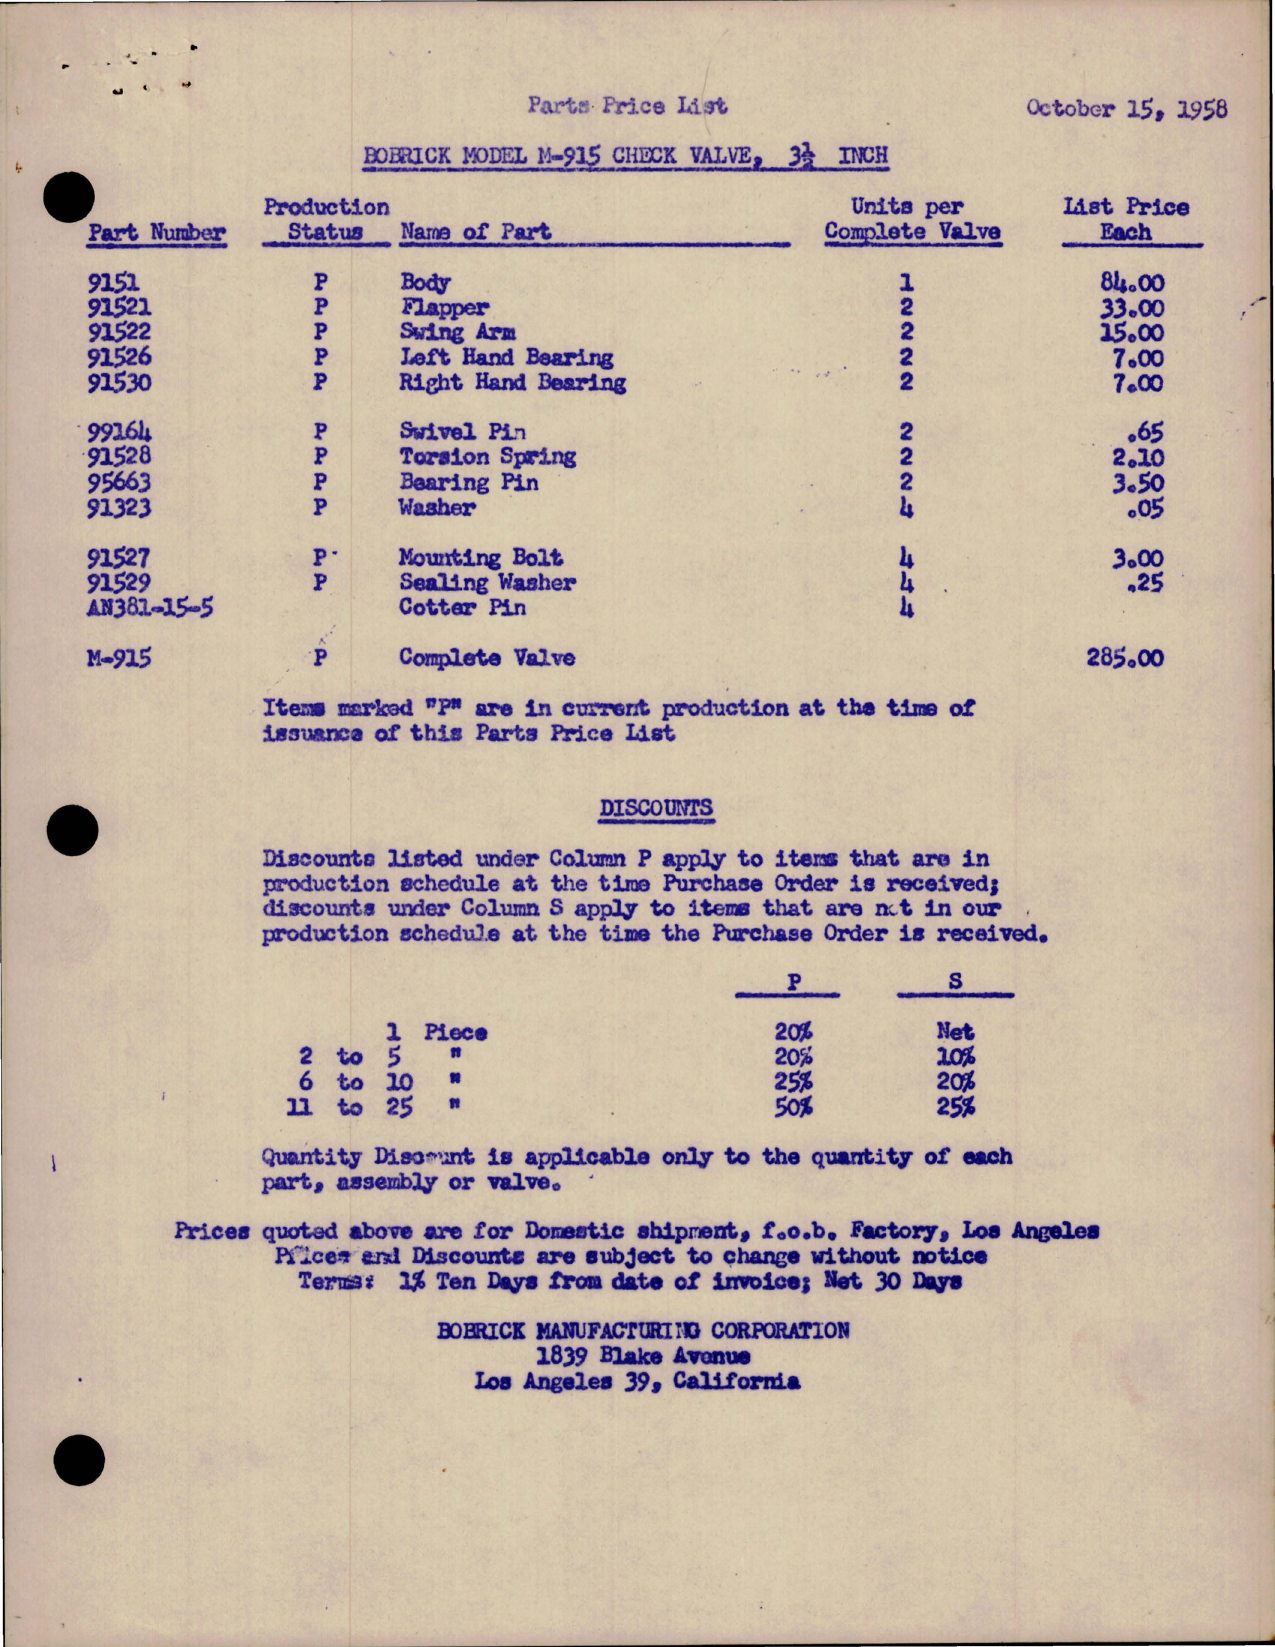 Parts Price List October 15, 1958
BOBRICK MODEL M-915 CHECK VALVE, 3½ INCH
Production Units per List Price
Part Number Status Name of Part Complete Valve Each
9151 P Body 1 84.00
91521 P Flapper 2 33.00
91522 P Swing Arm 2 15.00
91526 P Left Hand Bearing 2 7.00
91530 P Right Hand Bearing 2 7.00
99164 P Swivel Pin 2 .65
91528 P Torsion Spring 2 2.10
95663 P Bearing Pin 2 3.50
91323 P Washer 4 .05
91527 P Mounting Bolt 4 3.00
91529 P Sealing Washer 4 .25
AN381-15-5 Cotter Pin 4
M-915 P Complete Valve 285.00
Items marked "P" are in current production at the time of
issuance of this Parts Price List
DISCOUNTS
Discounts listed under Column P apply to items that are in
production schedule at the time Purchase Order is received;
discounts under Column S apply to items that are not in our
production schedule at the time the Purchase Order is received.
P S
1 Piece 20% Net
2 to 5 " 20% 10%
6 to 10 " 25% 20%
11 to 25 " 50% 25%
Quantity Discount is applicable only to the quantity of each
part, assembly or valve.
Prices quoted above are for Domestic shipment, f.o.b. Factory, Los Angeles
Prices and Discounts are subject to change without notice
Terms: 1% Ten Days from date of invoice; Net 30 Days
BOBRICK MANUFACTURING CORPORATION
1839 Blake Avenue
Los Angeles 39, California